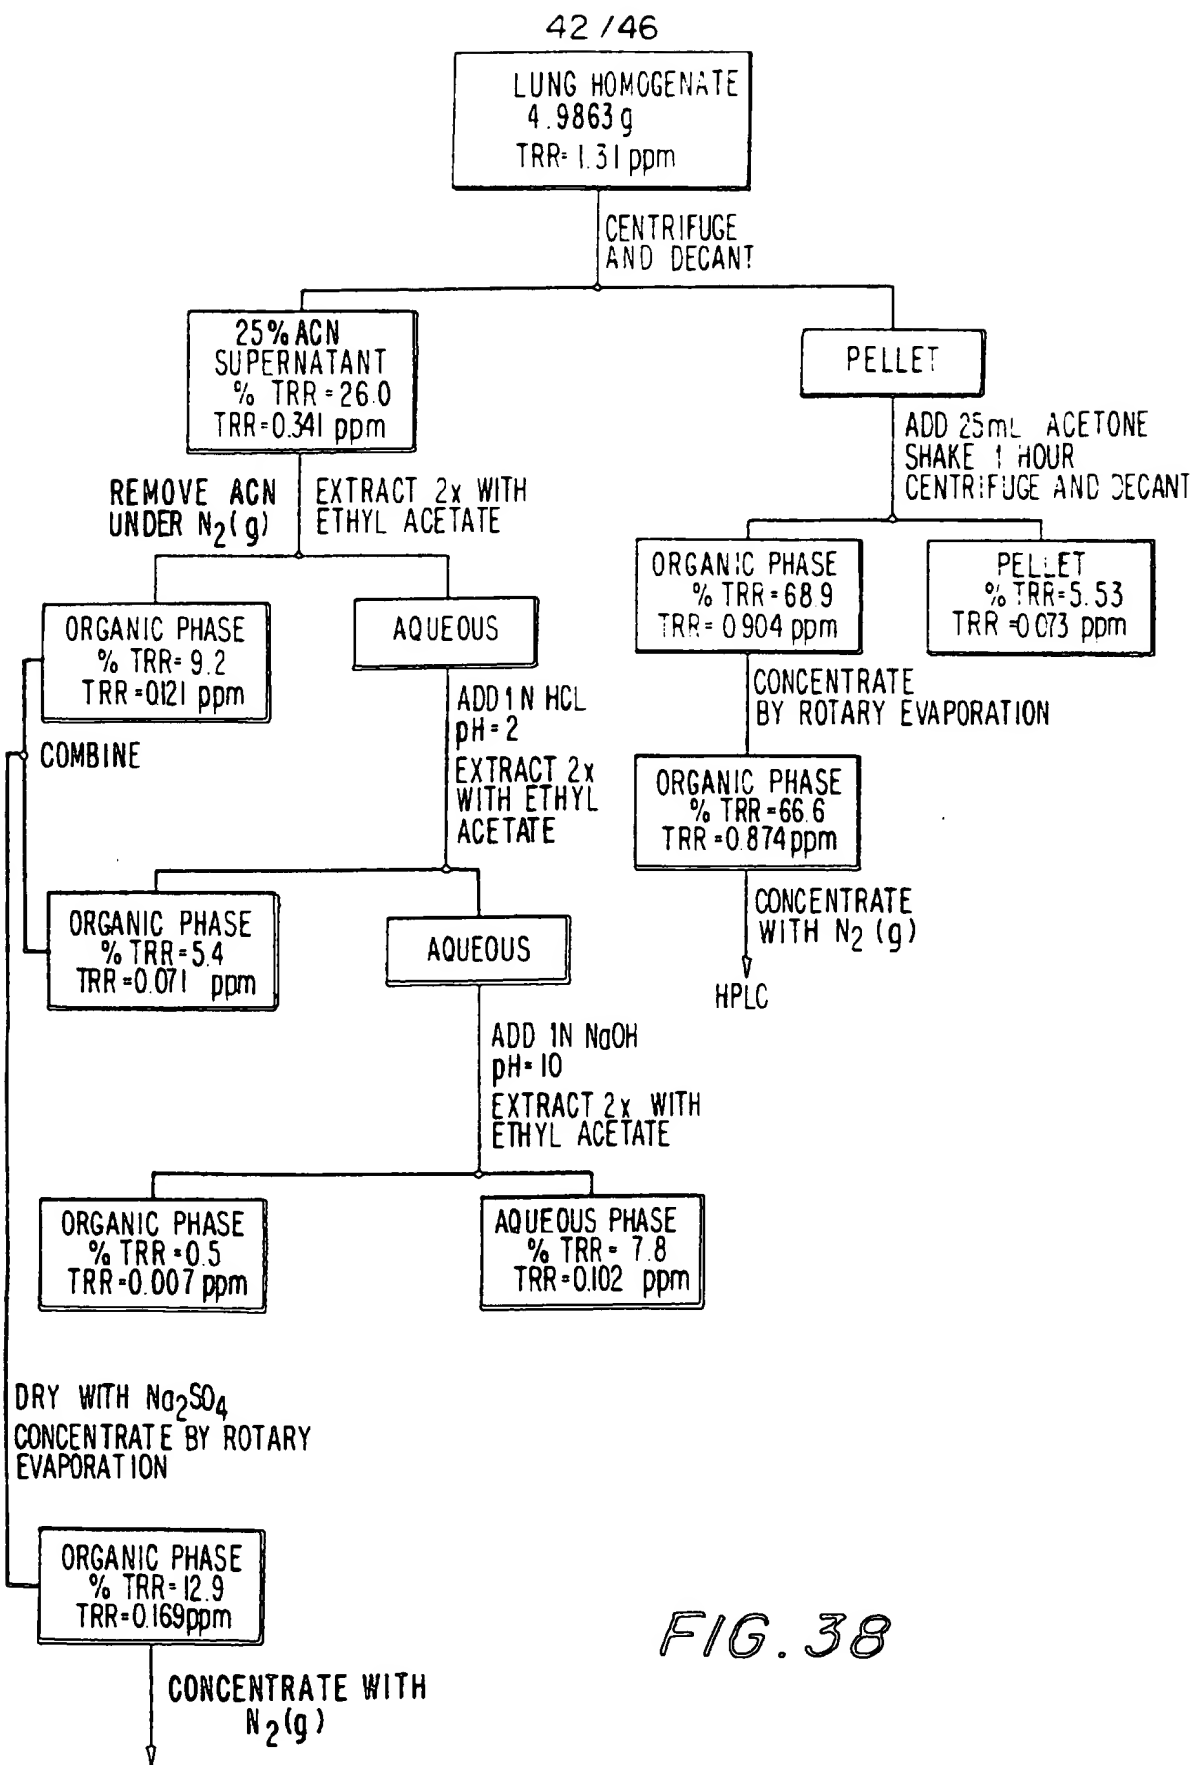 42/46
LUNG HOMOGENATE
4.9863g
TRR=1.31 ppm
CENTRIFUGE
AND DECANT
25% ACN
SUPERNATANT
% TRR=26.0
TRR=0.341 ppm
PELLET
ADD 25mL ACETONE
SHAKE 1 HOUR
CENTRIFUGE AND DECANT
REMOVE ACN
UNDER N2(g)
EXTRACT 2x WITH
ETHYL ACETATE
ORGANIC PHASE
% TRR=68.9
TRR=0.904 ppm
PELLET
% TRR=5.53
TRR=0.073 ppm
ORGANIC PHASE
% TRR=9.2
TRR=0.121 ppm
AQUEOUS
CONCENTRATE
BY ROTARY EVAPORATION
COMBINE
ADD 1N HCL
pH=2
EXTRACT 2x
WITH ETHYL
ACETATE
ORGANIC PHASE
% TRR=66.6
TRR=0.874ppm
CONCENTRATE
WITH N2(g)
HPLC
ORGANIC PHASE
% TRR=5.4
TRR=0.071 ppm
AQUEOUS
ADD 1N NaOH
pH=10
EXTRACT 2x WITH
ETHYL ACETATE
ORGANIC PHASE
% TRR=0.5
TRR=0.007 ppm
AQUEOUS PHASE
% TRR= 7.8
TRR=0.102 ppm
DRY WITH Na2SO4
CONCENTRATE BY ROTARY
EVAPORATION
ORGANIC PHASE
% TRR=12.9
TRR=0.169ppm
CONCENTRATE WITH
N2(g)
FIG. 38